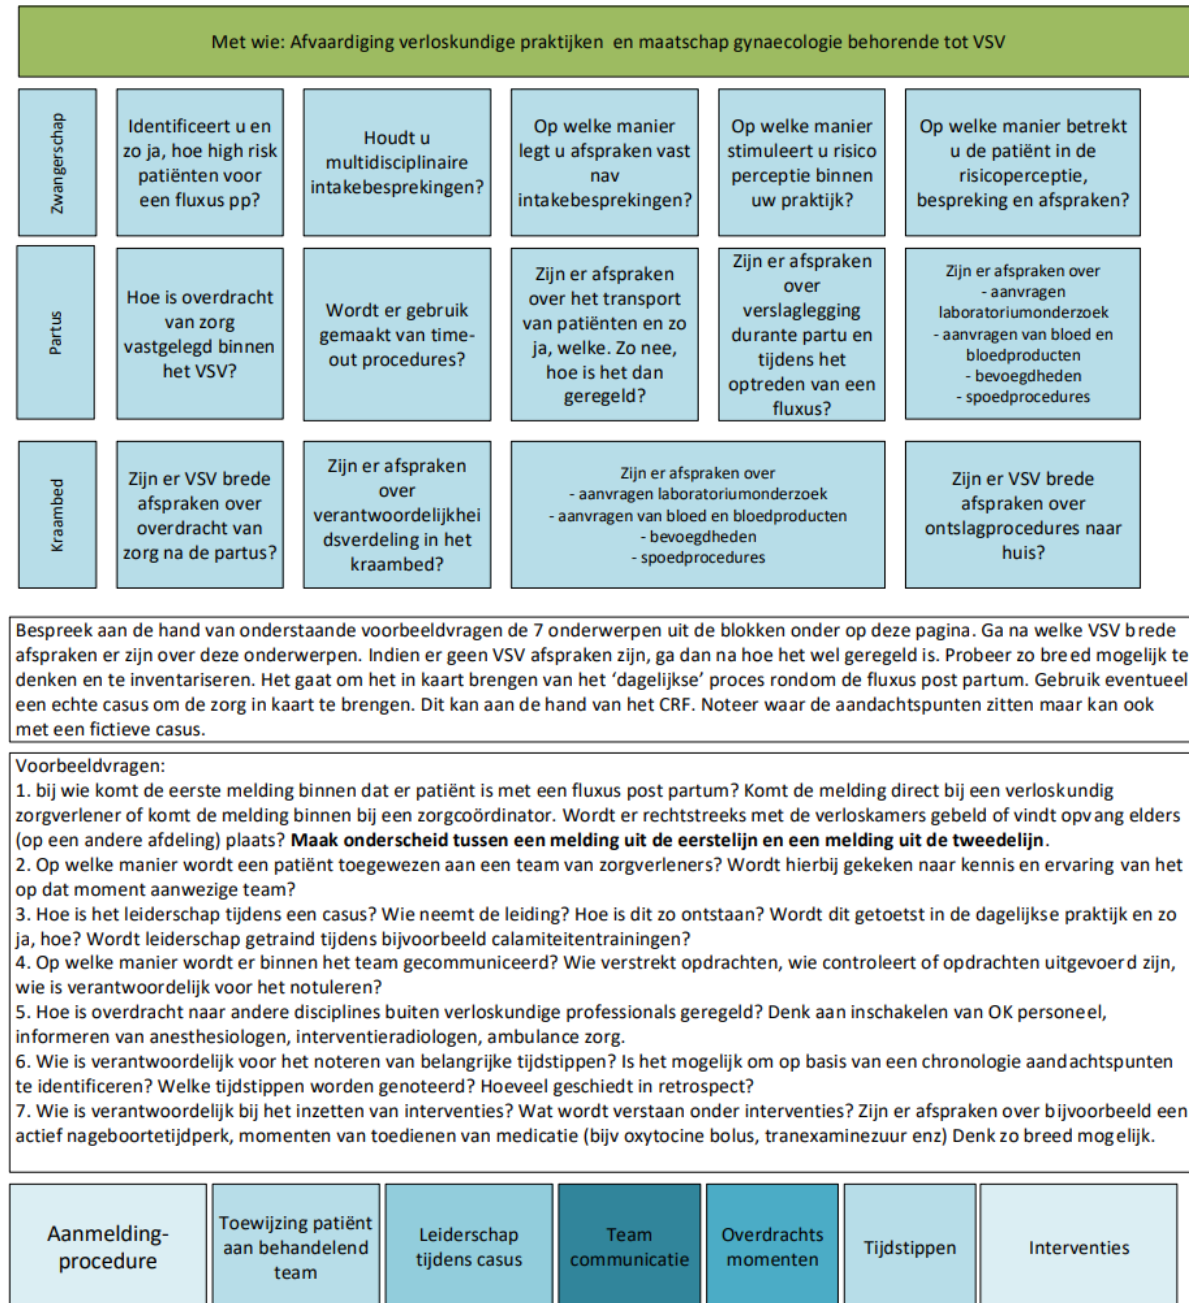 Met wie: Afvaardiging verloskundige praktijken en maatschap gynaecologie behorende tot VSV
Zwangerschap
Identificeert u en
zo ja, hoe high risk
patiënten voor
een fluxus pp?
Houdt u
multidisciplinaire
intakebesprekingen?
Op welke manier
legt u afspraken vast
nav
intakebesprekingen?
Op welke manier
stimuleert u risico
perceptie binnen
uw praktijk?
Op welke manier betrekt
u de patiënt in de
risicoperceptie,
bespreking en afspraken?
Partus
Hoe is overdracht
van zorg
vastgelegd binnen
het VSV?
Wordt er gebruik
gemaakt van time-
out procedures?
Zijn er afspraken
over het transport
van patiënten en zo
ja, welke. Zo nee,
hoe is het dan
geregeld?
Zijn er afspraken
over
verslaglegging
durante partu en
tijdens het
optreden van een
fluxus?
Zijn er afspraken over
- aanvragen
laboratoriumonderzoek
- aanvragen van bloed en
bloedproducten
- bevoegdheden
- spoedprocedures
Kraambed
Zijn er VSV brede
afspraken over
overdracht van
zorg na de partus?
Zijn er afspraken
over
verantwoordelijkhei
dsverdeling in het
kraambed?
Zijn er afspraken over
- aanvragen laboratoriumonderzoek
- aanvragen van bloed en bloedproducten
- bevoegdheden
- spoedprocedures
Zijn er VSV brede
afspraken over
ontslagprocedures naar
huis?
Bespreek aan de hand van onderstaande voorbeeldvragen de 7 onderwerpen uit de blokken onder op deze pagina. Ga na welke VSV brede
afspraken er zijn over deze onderwerpen. Indien er geen VSV afspraken zijn, ga dan na hoe het wel geregeld is. Probeer zo breed mogelijk te
denken en te inventariseren. Het gaat om het in kaart brengen van het 'dagelijkse' proces rondom de fluxus post partum. Gebruik eventueel
een echte casus om de zorg in kaart te brengen. Dit kan aan de hand van het CRF. Noteer waar de aandachtspunten zitten maar kan ook
met een fictieve casus.
Voorbeeldvragen:
1. bij wie komt de eerste melding binnen dat er patiënt is met een fluxus post partum? Komt de melding direct bij een verloskundig
zorgverlener of komt de melding binnen bij een zorgcoördinator. Wordt er rechtstreeks met de verloskamers gebeld of vindt opvang elders
(op een andere afdeling) plaats? Maak onderscheid tussen een melding uit de eerstelijn en een melding uit de tweedelijn.
2. Op welke manier wordt een patiënt toegewezen aan een team van zorgverleners? Wordt hierbij gekeken naar kennis en ervaring van het
op dat moment aanwezige team?
3. Hoe is het leiderschap tijdens een casus? Wie neemt de leiding? Hoe is dit zo ontstaan? Wordt dit getoetst in de dagelijkse praktijk en zo
ja, hoe? Wordt leiderschap getraind tijdens bijvoorbeeld calamiteitentrainingen?
4. Op welke manier wordt er binnen het team gecommuniceerd? Wie verstrekt opdrachten, wie controleert of opdrachten uitgevoerd zijn,
wie is verantwoordelijk voor het notuleren?
5. Hoe is overdracht naar andere disciplines buiten verloskundige professionals geregeld? Denk aan inschakelen van OK personeel,
informeren van anesthesiologen, interventieradiologen, ambulance zorg.
6. Wie is verantwoordelijk voor het noteren van belangrijke tijdstippen? Is het mogelijk om op basis van een chronologie aandachtspunten
te identificeren? Welke tijdstippen worden genoteerd? Hoeveel geschiedt in retrospect?
7. Wie is verantwoordelijk bij het inzetten van interventies? Wat wordt verstaan onder interventies? Zijn er afspraken over bijvoorbeeld een
actief nageboortetijdperk, momenten van toedienen van medicatie (bijv oxytocine bolus, tranexaminezuur enz) Denk zo breed mogelijk.
Aanmelding-
procedure
Toewijzing patiënt
aan behandelend
team
Leiderschap
tijdens casus
Team
communicatie
Overdrachts
momenten
Tijdstippen
Interventies